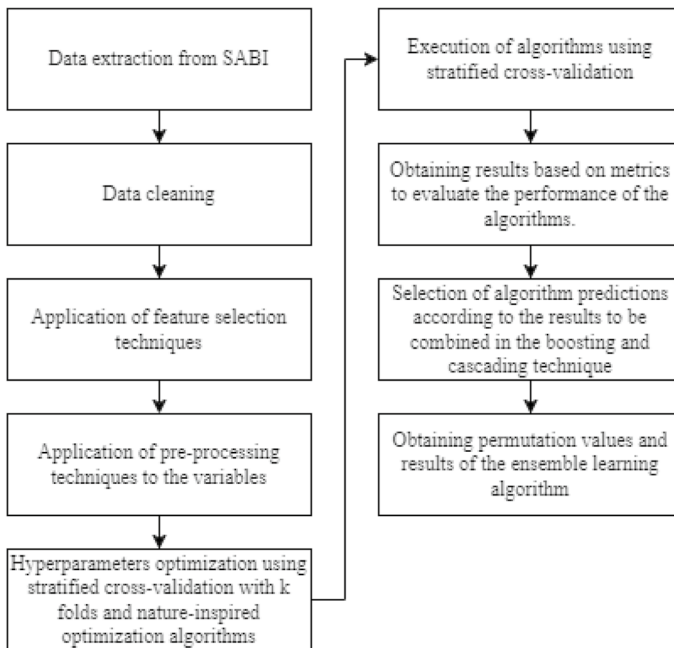 Data extraction from SABI
Data cleaning
Application of feature selection
techniques
Application of pre-processing
techniques to the variables
Hyperparameters optimization using
stratified cross-validation with k
folds and nature-inspired
optimization algorithms
Execution of algorithms using
stratified cross-validation
Obtaining results based on metrics
to evaluate the performance of the
algorithms.
Selection of algorithm predictions
according to the results to be
combined in the boosting and
cascading technique
Obtaining permutation values and
results of the ensemble learning
algorithm